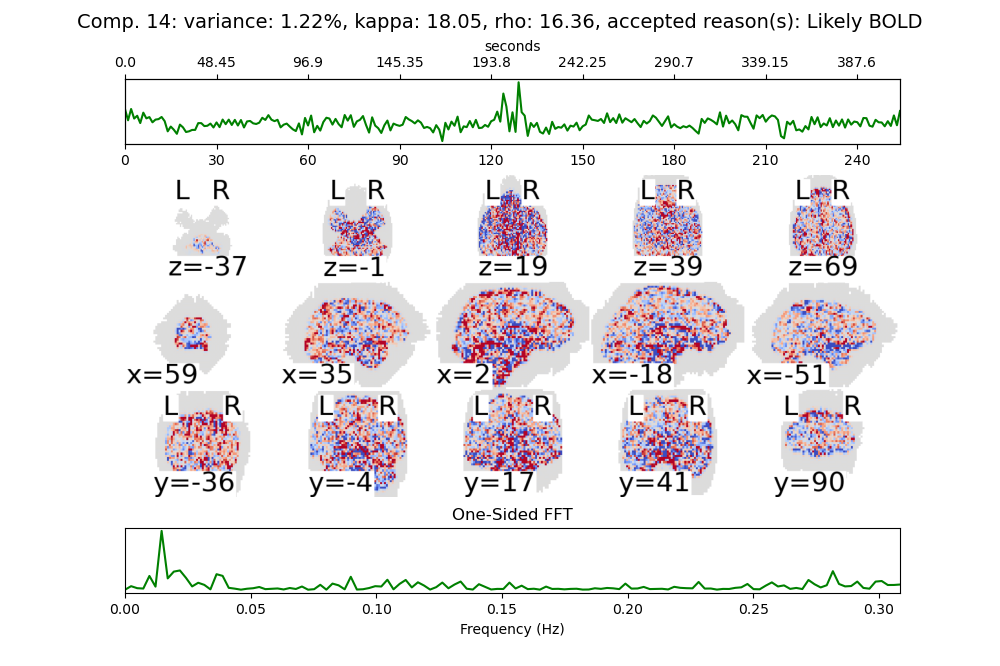 Comp. 14: variance: 1.22%, kappa: 18.05, rho: 16.36, accepted reason(s): Likely BOLD
seconds
0.0 48.45 96.9 145.35 193.8 242.25 290.7 339.15 387.6
0 30 60 90 120 150 180 210 240
L R L R L R L R L R
z=-37 z=-1 z=19 z=39 z=69
x=59 x=35 x=2 x=-18 x=-51
L R L R L R L R L R
y=-36 y=-4 y=17 y=41 y=90
One-Sided FFT
0.00 0.05 0.10 0.15 0.20 0.25 0.30
Frequency (Hz)